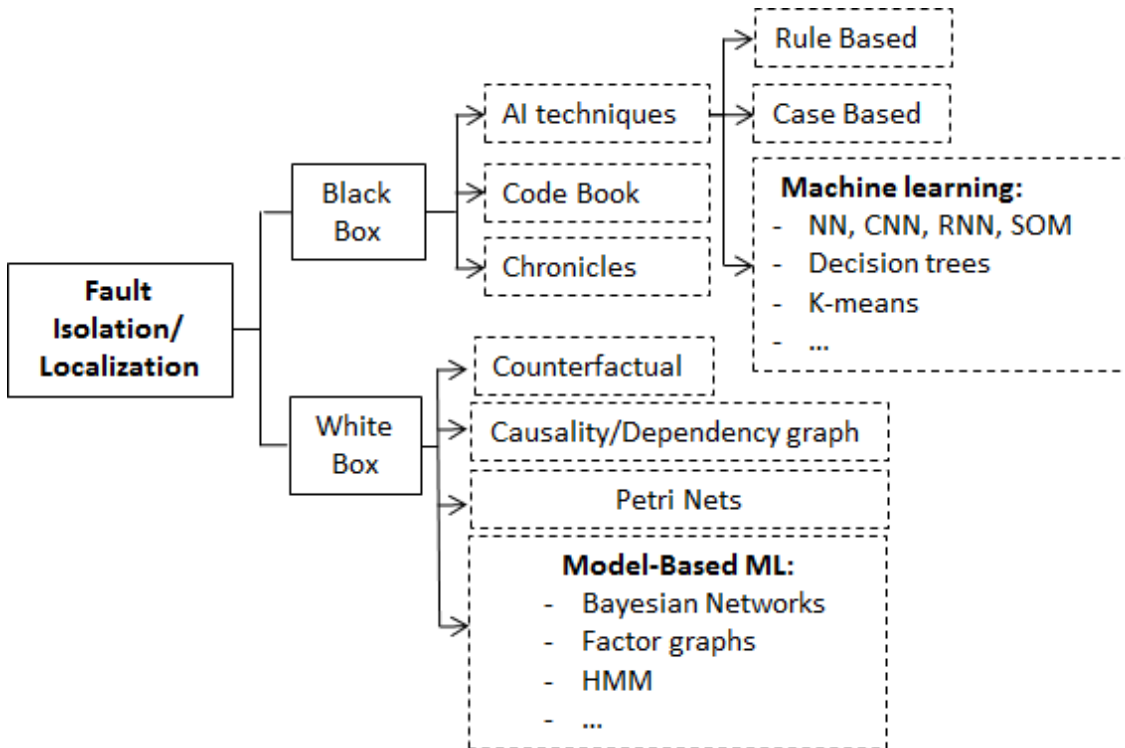 Fault
Isolation/
Localization
Black
Box
AI techniques
Code Book
Chronicles
Rule Based
Case Based
Machine learning:
- NN, CNN, RNN, SOM
- Decision trees
- K-means
- ...
White
Box
Counterfactual
Causality/Dependency graph
Petri Nets
Model-Based ML:
- Bayesian Networks
- Factor graphs
- HMM
- ...